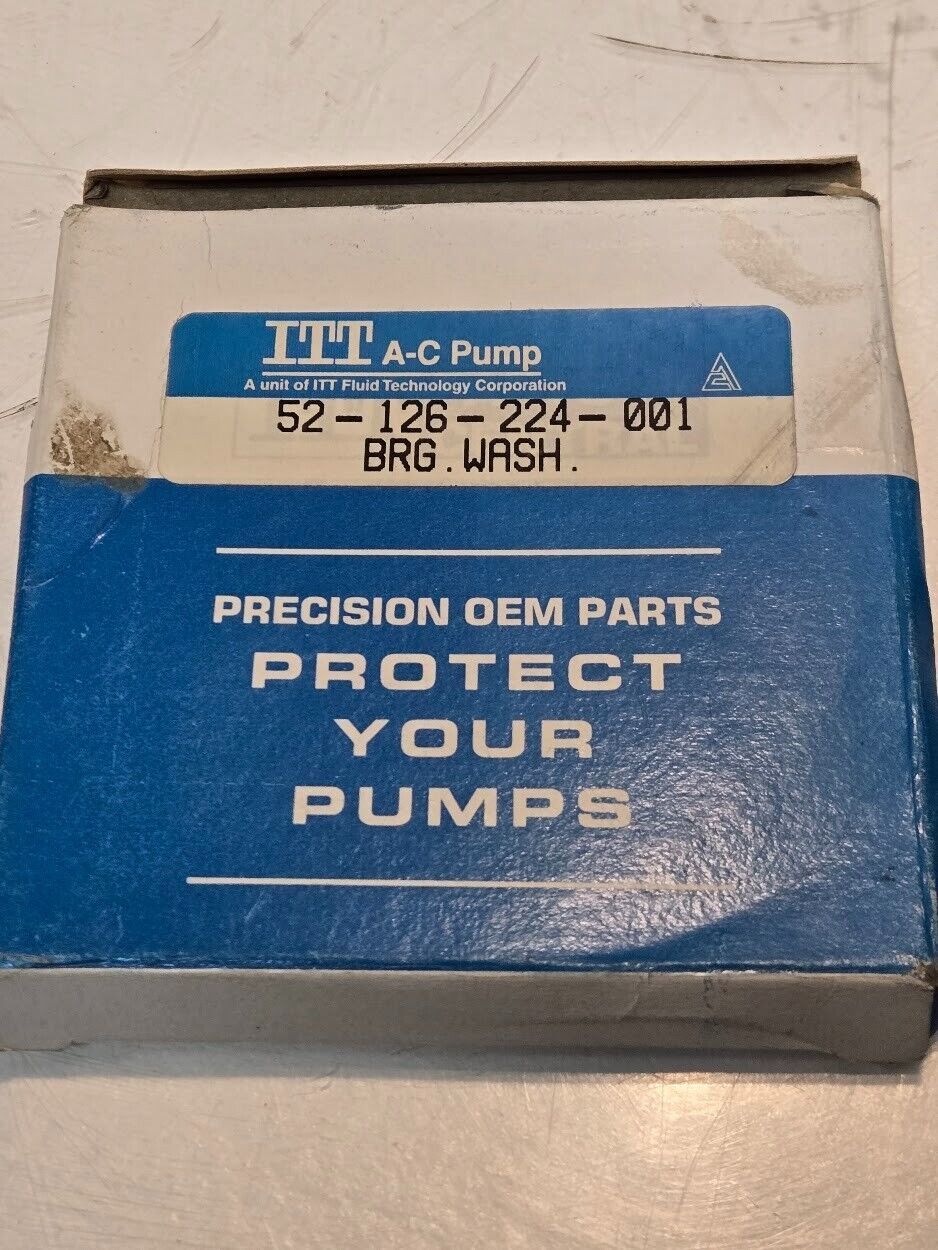 ITT A-C Pump
A unit of ITT Fluid Technology Corporation
52-126-224-001
BRG.WASH.
PRECISION OEM PARTS
PROTECT
YOUR
PUMPS